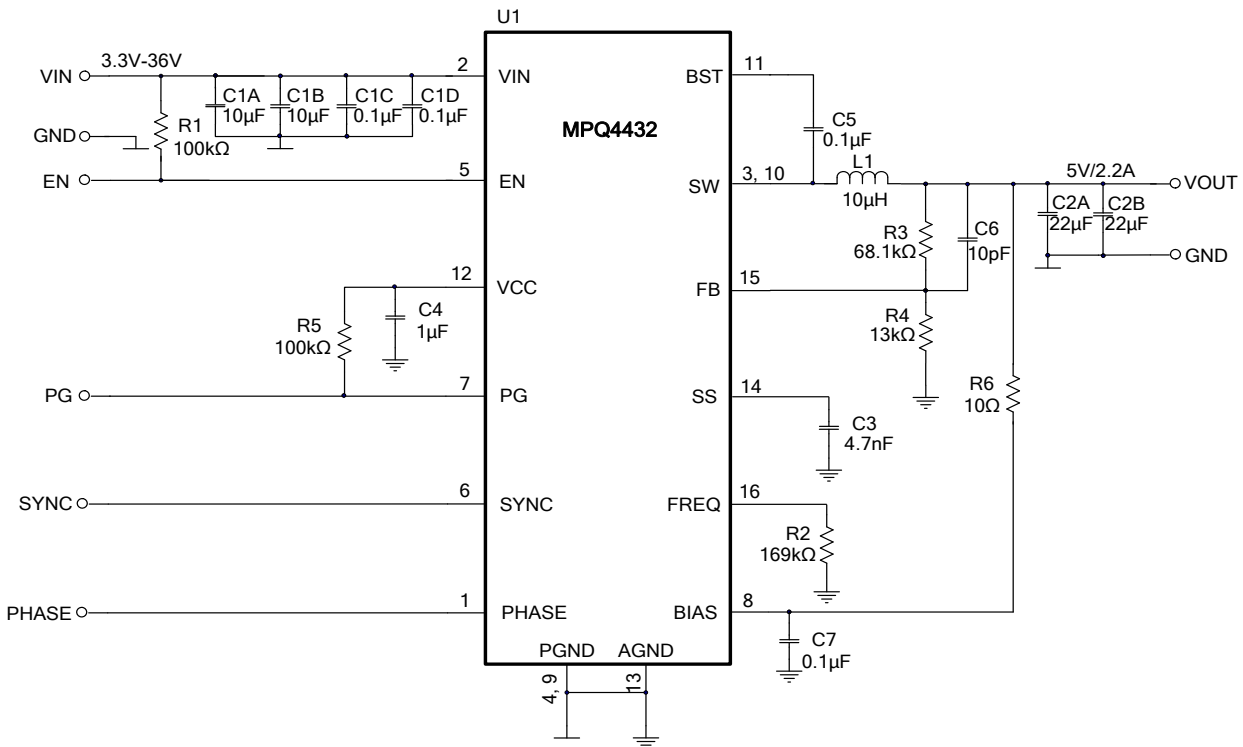 U1
VIN
3.3V-36V
2
VIN
C1A
10µF
C1B
10µF
C1C
0.1µF
C1D
0.1µF
GND
R1
100kΩ
EN
5
EN
MPQ4432
BST
11
C5
0.1µF
SW
3, 10
L1
10µH
5V/2.2A
VOUT
C2A
22µF
C2B
22µF
GND
R3
68.1kΩ
C6
10pF
FB
15
R4
13kΩ
12
VCC
C4
1µF
R5
100kΩ
PG
7
PG
SS
14
C3
4.7nF
R6
10Ω
SYNC
6
SYNC
FREQ
16
R2
169kΩ
PHASE
1
PHASE
BIAS
8
C7
0.1µF
PGND
AGND
4, 9
13